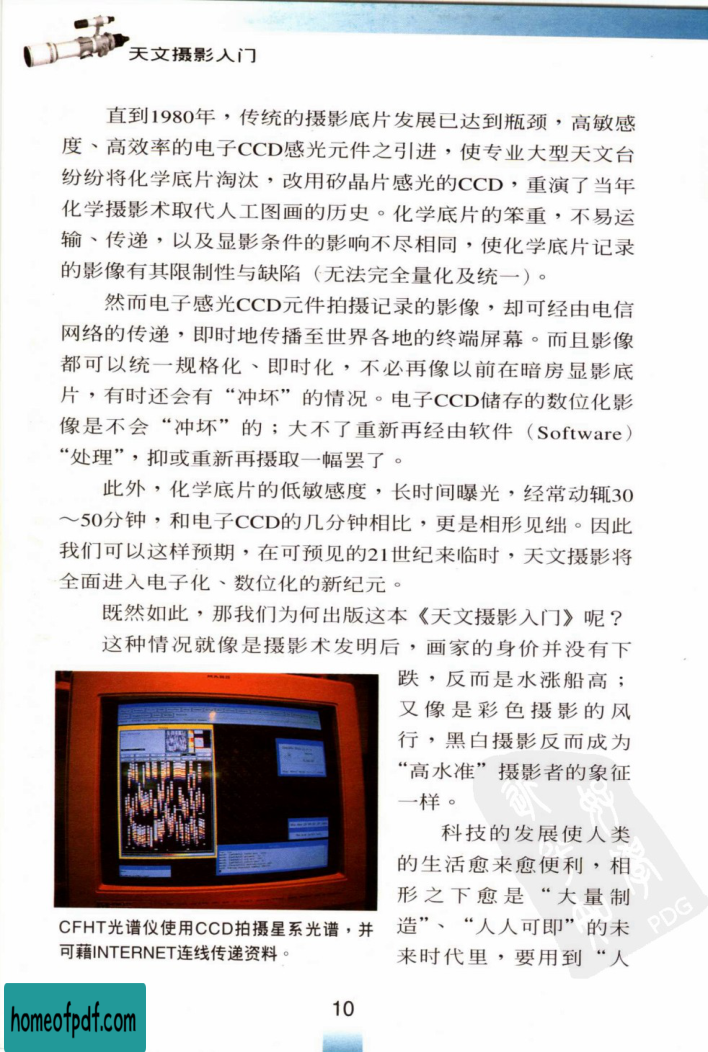 天文摄影入门
直到1980年，传统的摄影底片发展已达到瓶颈，高敏感
度、高效率的电子CCD感光元件之引进，使专业大型天文台
纷纷将化学底片淘汰，改用矽晶片感光的CCD，重演了当年
化学摄影术取代人工图画的历史。化学底片的笨重，不易运
输、传递，以及显影条件的影响不尽相同，使化学底片记录
的影像有其限制性与缺陷（无法完全量化及统一）。
然而电子感光CCD元件拍摄记录的影像，却可经由电信
网络的传递，即时地传播至世界各地的终端屏幕。而且影像
都可以统一规格化、即时化，不必再像以前在暗房显影底
片，有时还会有“冲坏”的情况。电子CCD储存的数位化影
像是不会“冲坏”的；大不了重新再经由软件（Software）
“处理”，抑或重新再摄取一幅罢了。
此外，化学底片的低敏感度，长时间曝光，经常动辄30
～50分钟，和电子CCD的几分钟相比，更是相形见绌。因此
我们可以这样预期，在可预见的21世纪来临时，天文摄影将
全面进入电子化、数位化的新纪元。
既然如此，那我们为何出版这本《天文摄影入门》呢？
这种情况就像是摄影术发明后，画家的身价并没有下
跌，反而是水涨船高；
又像是彩色摄影的风
行，黑白摄影反而成为
“高水准”摄影者的象征
一样。
科技的发展使人类
的生活愈来愈便利，相
形之下愈是“大量制
造”、“人人可即”的未
来时代里，要用到“人
CFHT光谱仪使用CCD拍摄星系光谱，并
可藉INTERNET连线传递资料。
PDG
10
homeofpdf.com